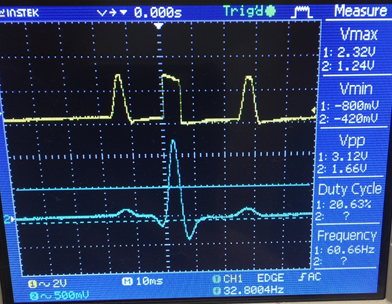 GWINSTEK 0.000s Trig'd Measure
Vmax
1: 2.32V
2: 1.24V
Vmin
1: -800mV
2: -420mV
Vpp
1: 3.12V
2: 1.66V
Duty Cycle
1: 20.63%
2: ?
Frequency
1: 60.66Hz
2: ?
1 2V M 10ms CH1 EDGE AC
2 500mV 32.8004Hz